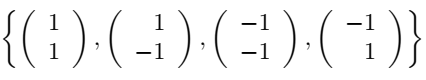 {(1 1), (1 −1), (−1 −1), (−1 1)}